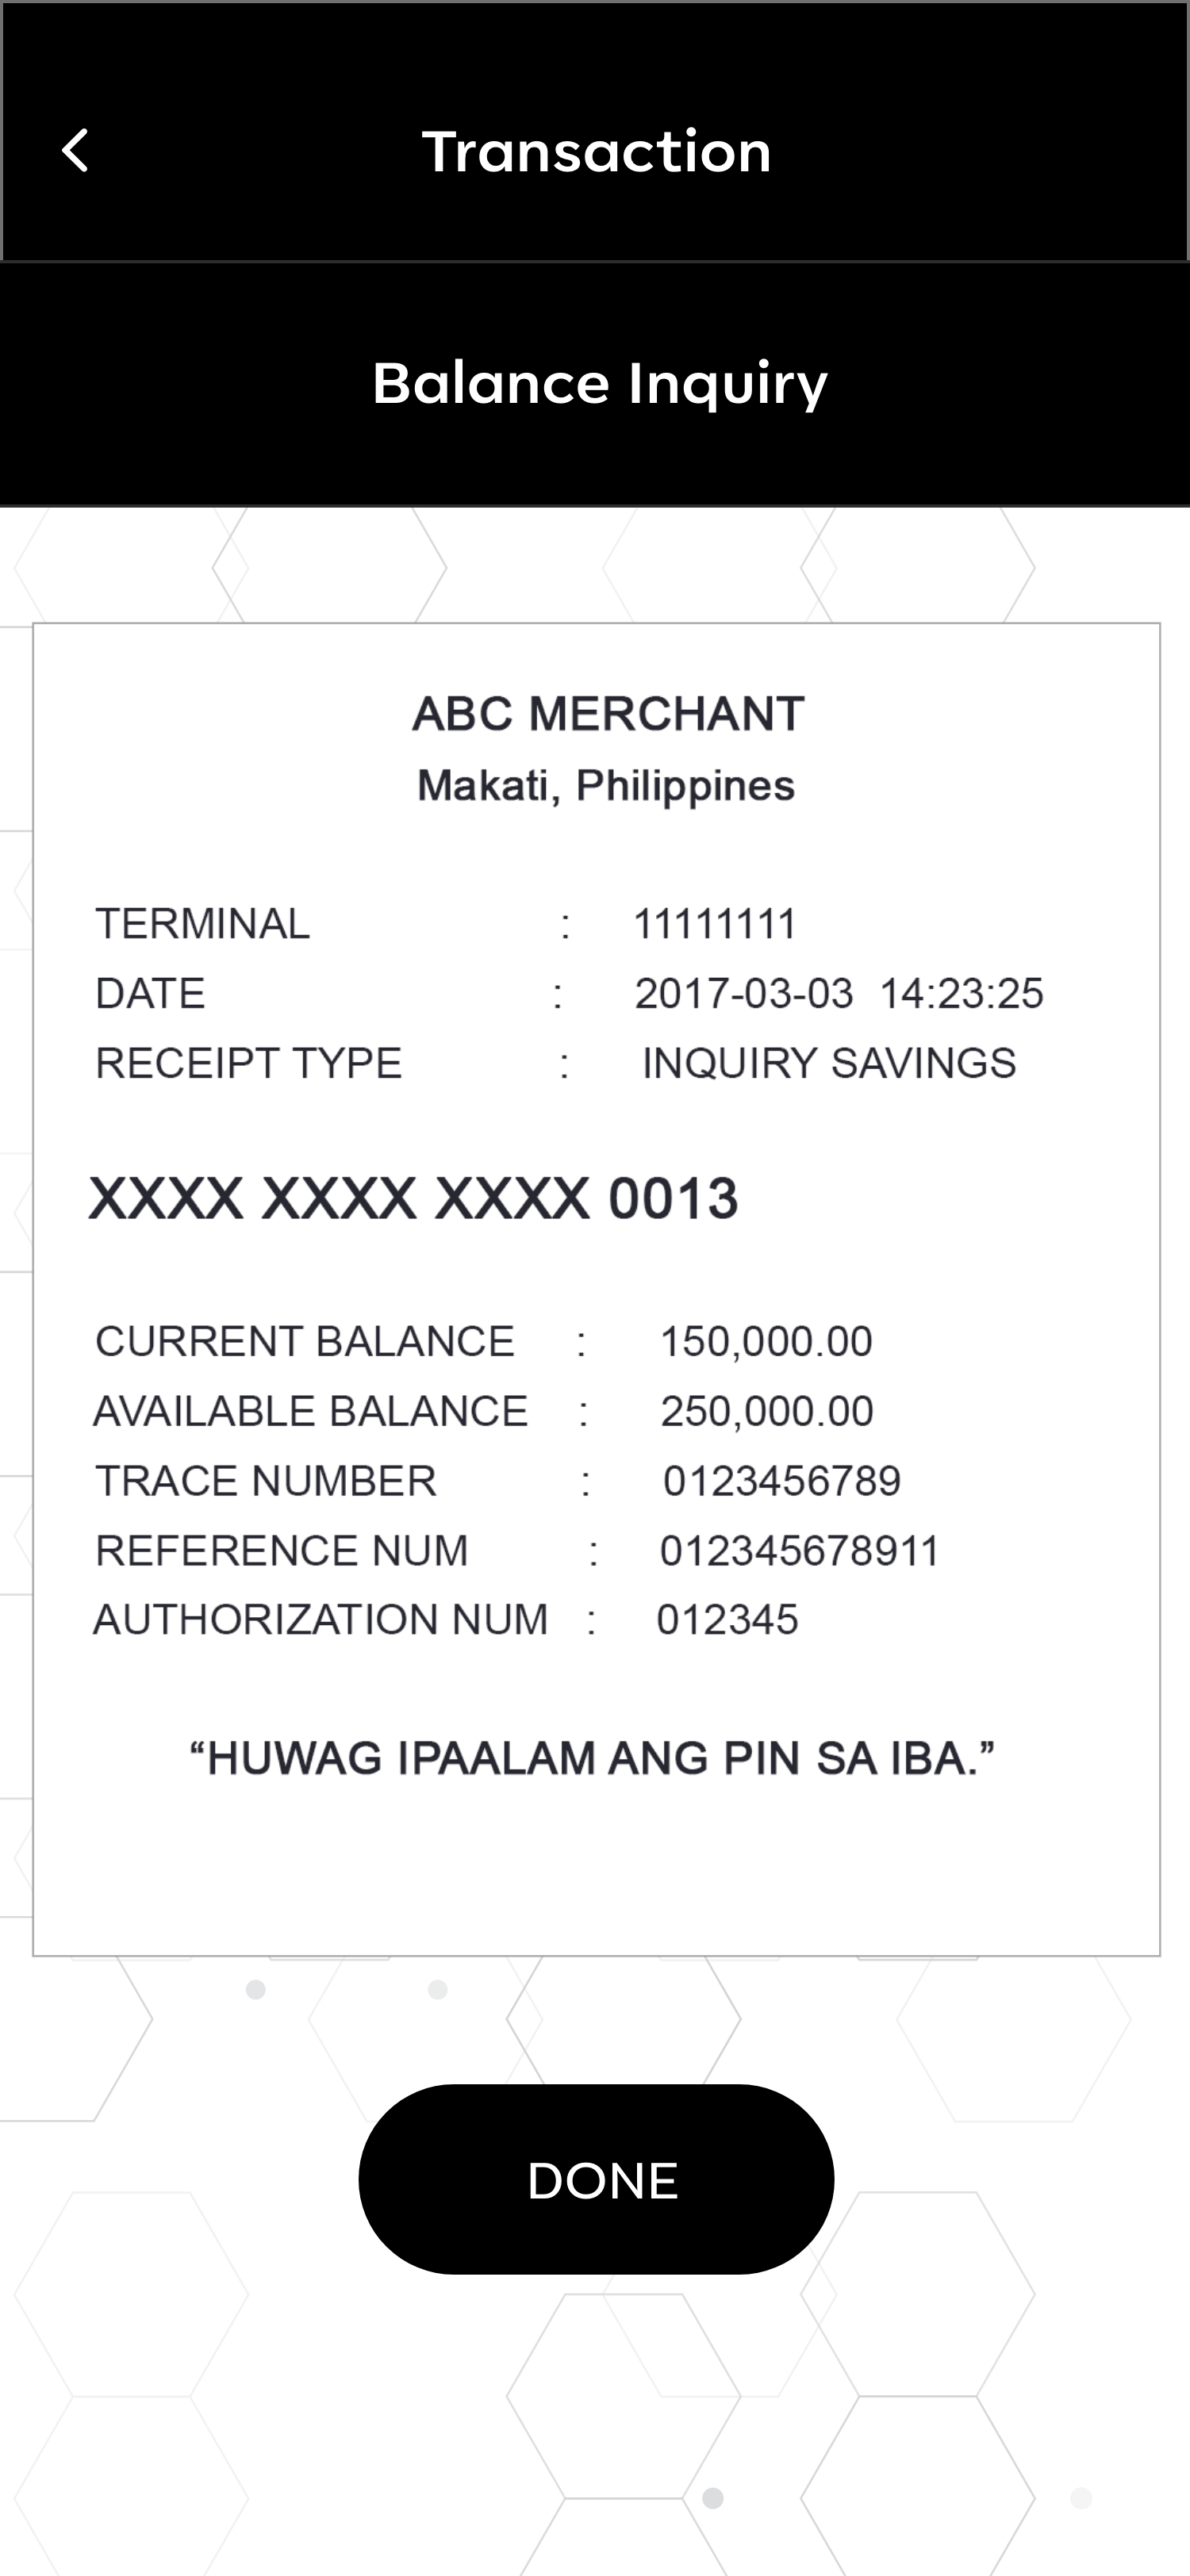 Transaction
Balance Inquiry
ABC MERCHANT
Makati, Philippines
TERMINAL : 11111111
DATE : 2017-03-03 14:23:25
RECEIPT TYPE : INQUIRY SAVINGS
XXXX XXXX XXXX 0013
CURRENT BALANCE : 150,000.00
AVAILABLE BALANCE : 250,000.00
TRACE NUMBER : 0123456789
REFERENCE NUM : 012345678911
AUTHORIZATION NUM : 012345
“HUWAG IPAALAM ANG PIN SA IBA.”
DONE